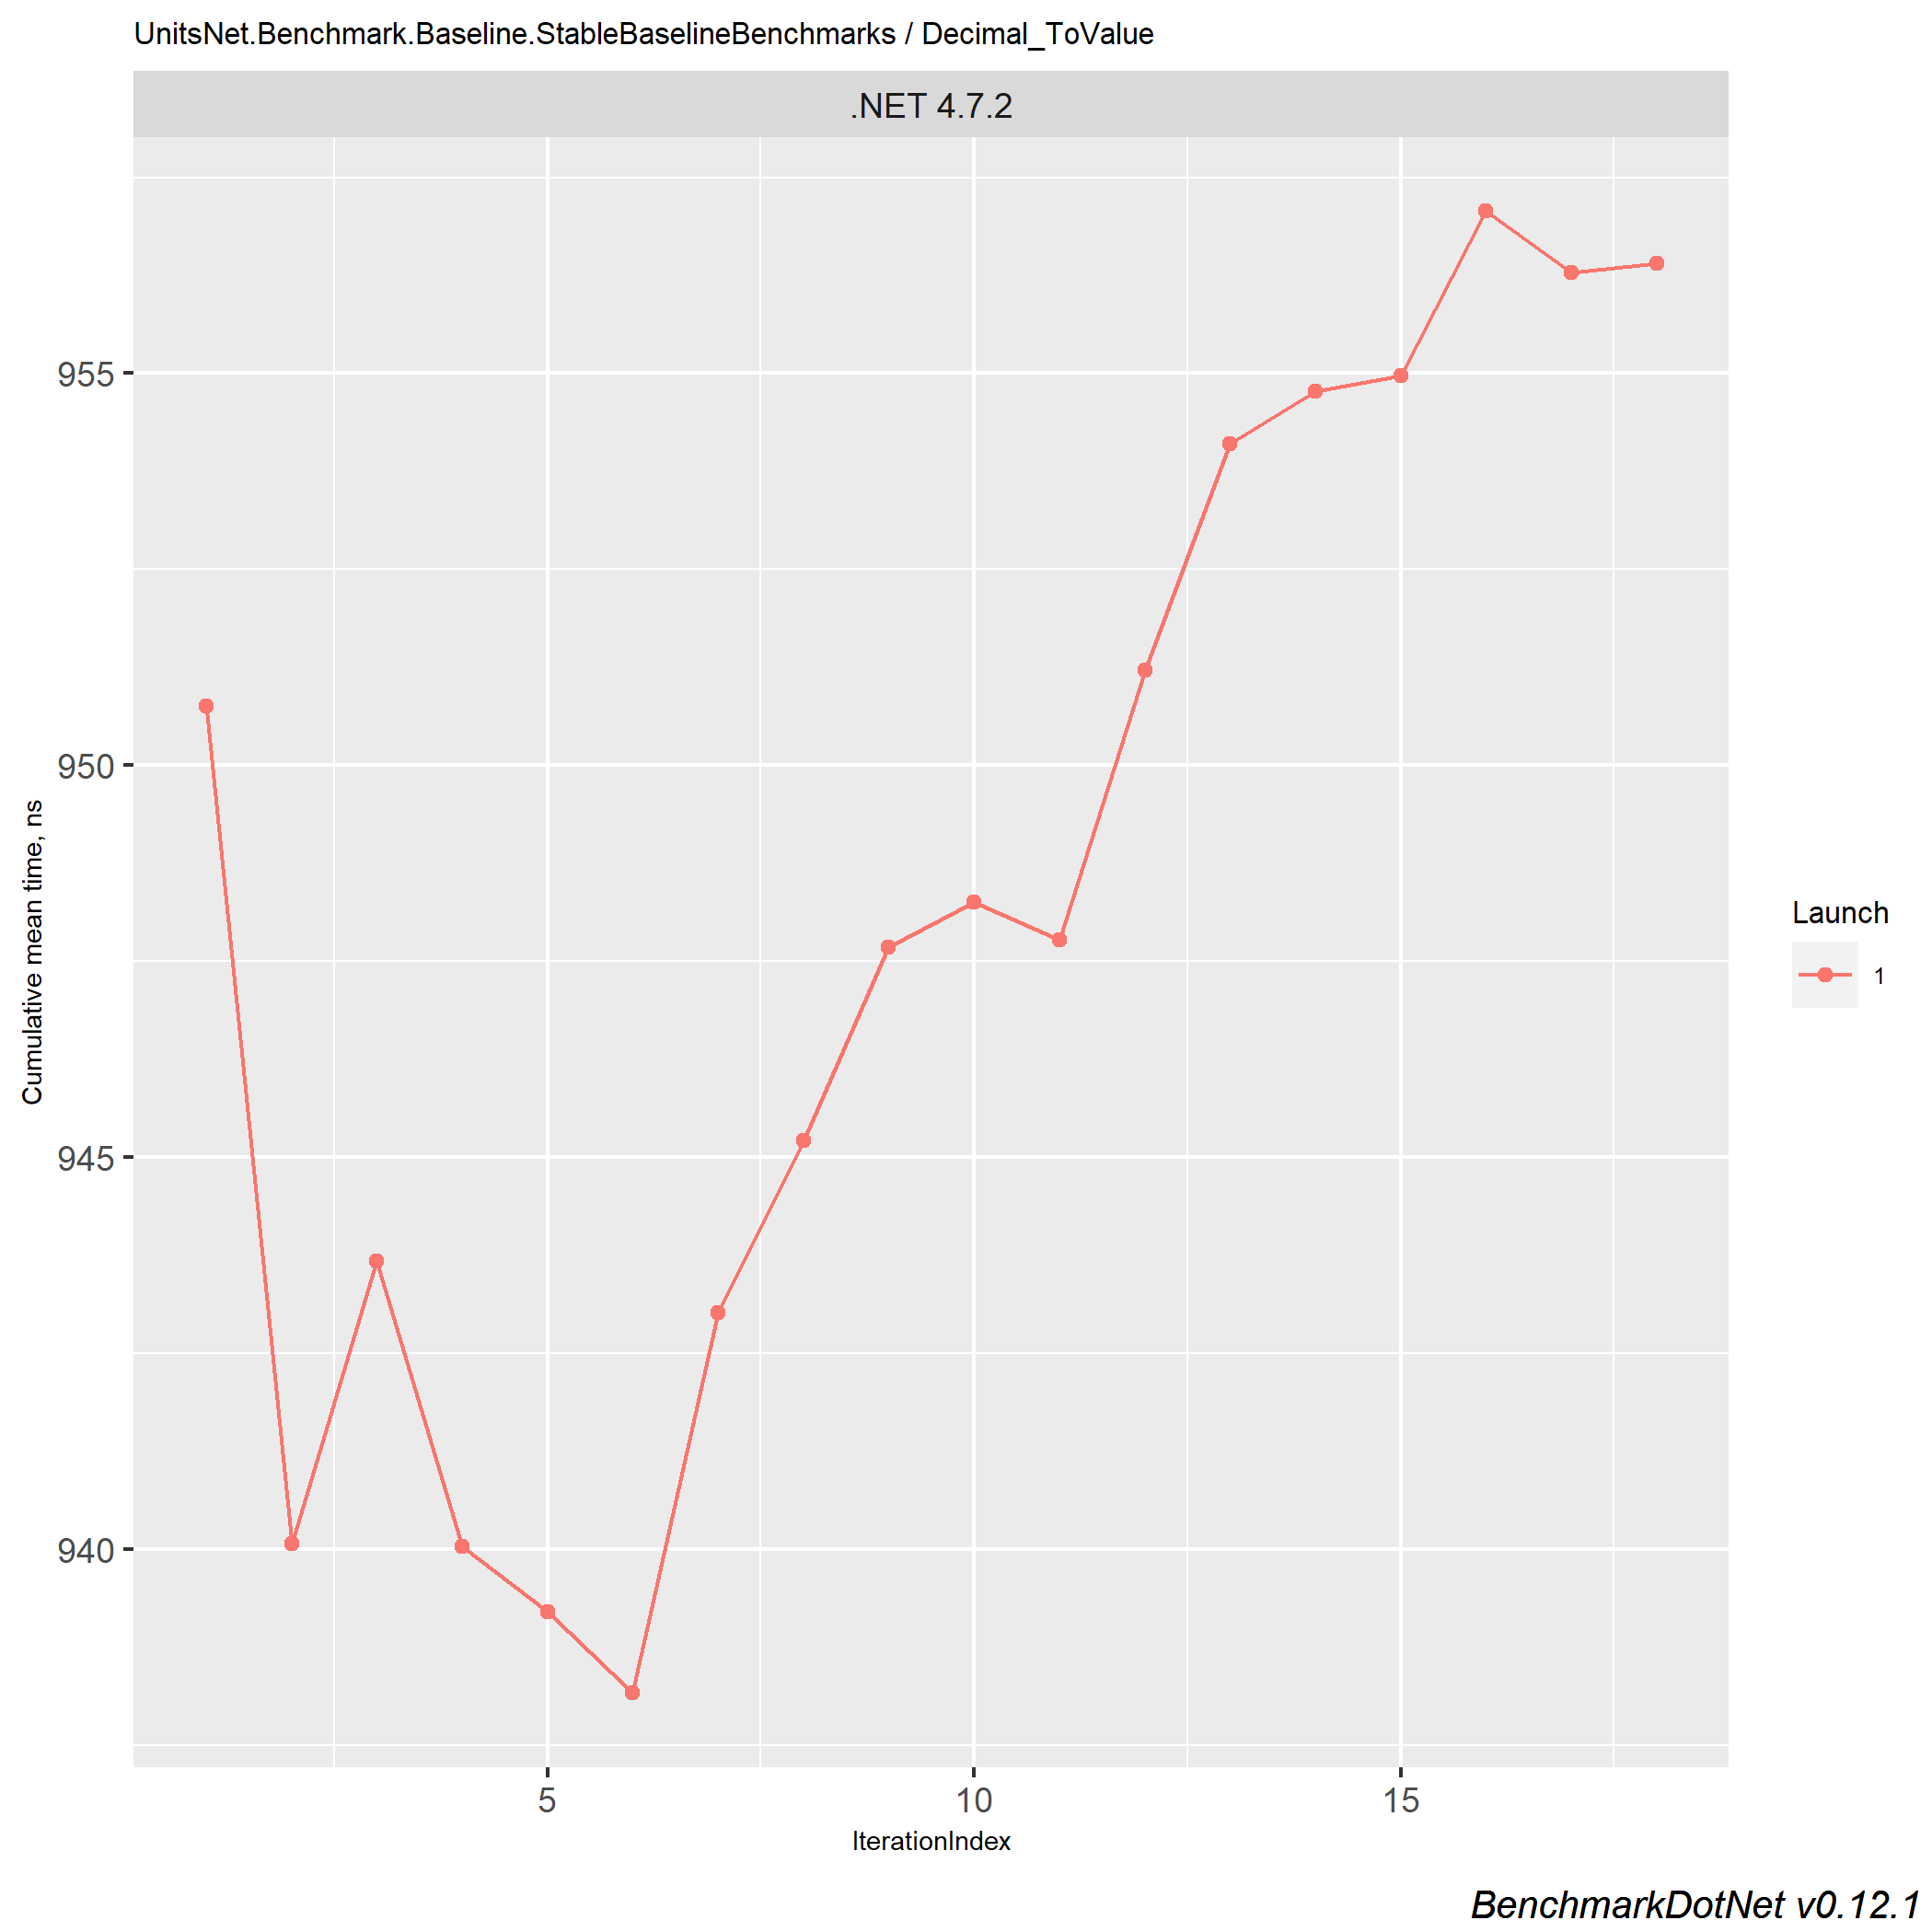 UnitsNet.Benchmark.Baseline.StableBaselineBenchmarks / Decimal_ToValue
.NET 4.7.2
955
950
945
940
Cumulative mean time, ns
5 10 15
IterationIndex
Launch
1
BenchmarkDotNet v0.12.1